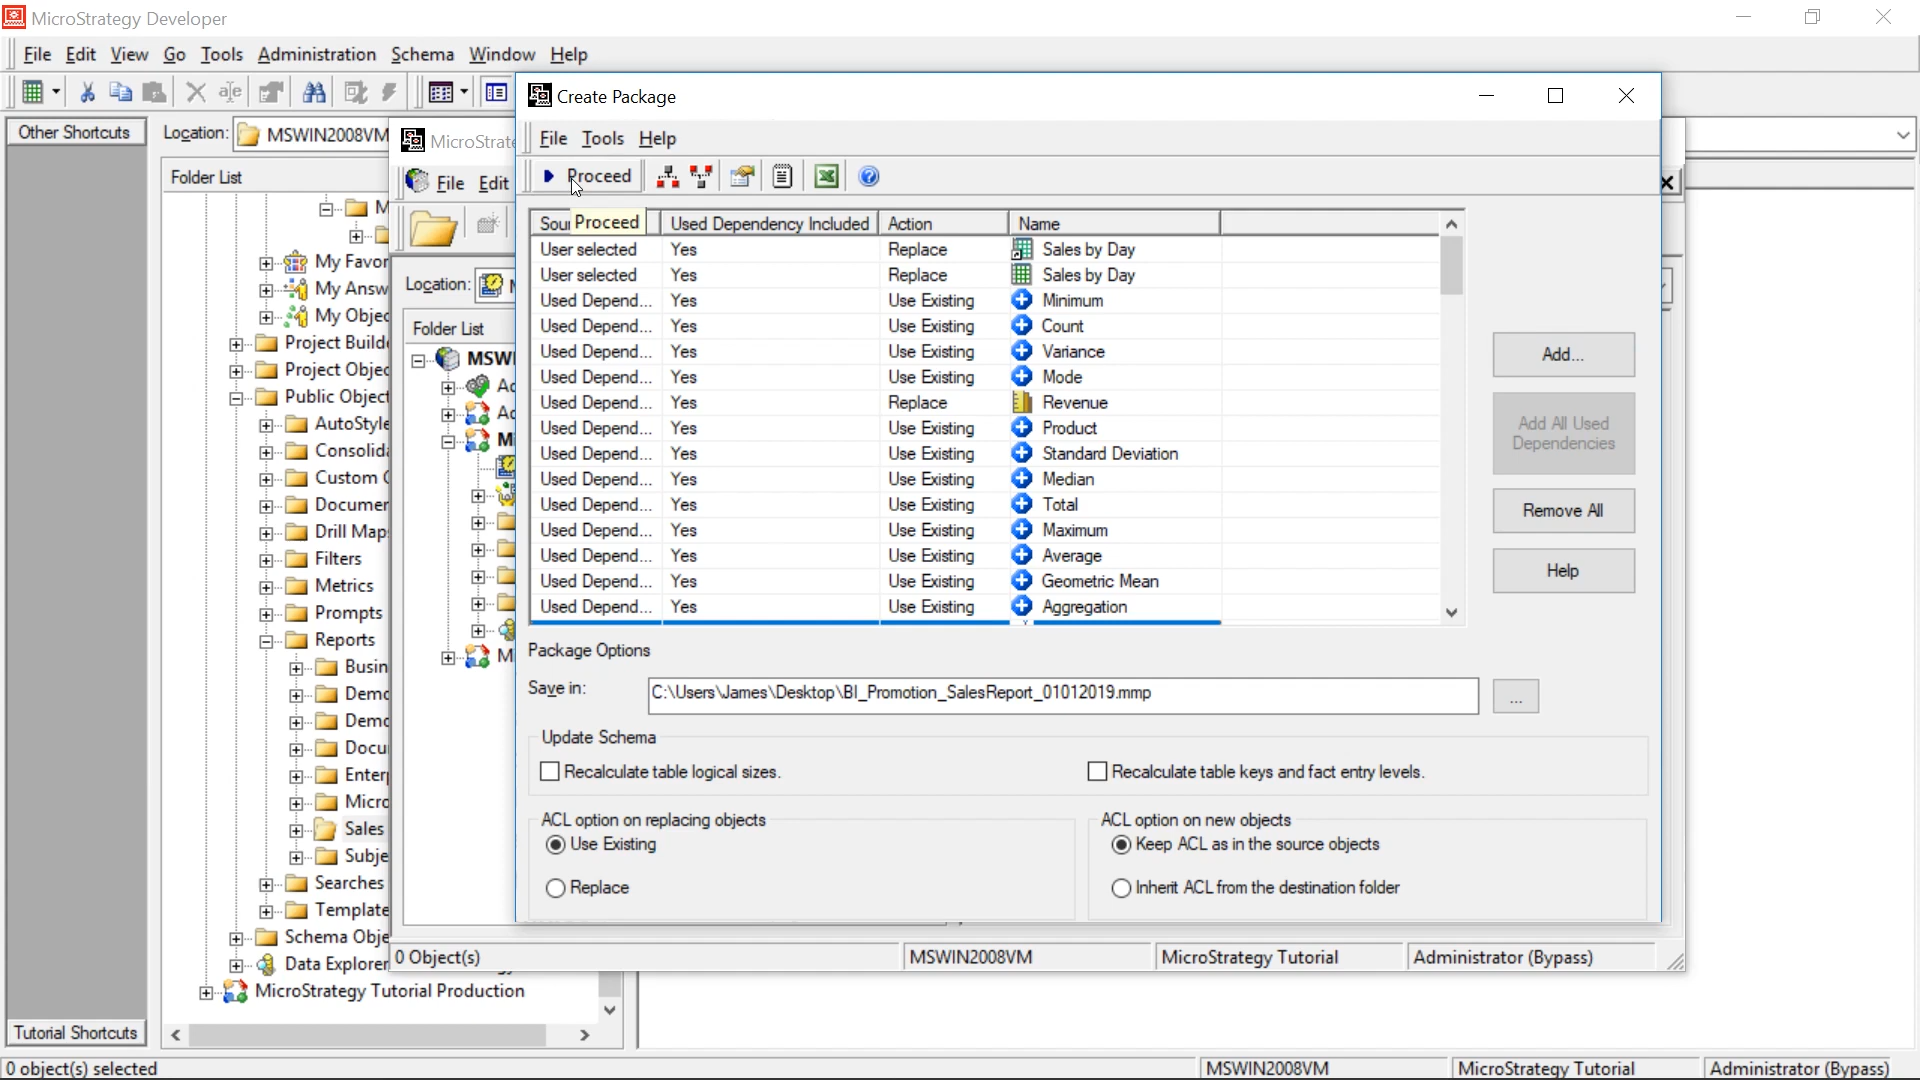 MicroStrategy Developer
File Edit View Go Tools Administration Schema Window Help
Create Package
Other Shortcuts
Location: MSWIN2008VM
MicroStrate
File Tools Help
Folder List
File Edit
Proceed
M
Sou Proceed Used Dependency Included Action Name
User selected Yes Replace Sales by Day
User selected Yes Replace Sales by Day
Used Depend... Yes Use Existing Minimum
Used Depend... Yes Use Existing Count
Used Depend... Yes Use Existing Variance
Used Depend... Yes Use Existing Mode
Used Depend... Yes Replace Revenue
Used Depend... Yes Use Existing Product
Used Depend... Yes Use Existing Standard Deviation
Used Depend... Yes Use Existing Median
Used Depend... Yes Use Existing Total
Used Depend... Yes Use Existing Maximum
Used Depend... Yes Use Existing Average
Used Depend... Yes Use Existing Geometric Mean
Used Depend... Yes Use Existing Aggregation
Add...
Add All Used
Dependencies
Remove All
Help
Location:
Folder List
MSWI
Ad
Ad
Mi
Mi
My Favor
My Answ
My Objec
Project Builde
Project Objec
Public Object
AutoStyle
Consolida
Custom G
Documen
Drill Map
Filters
Metrics
Prompts
Reports
Busin
Demo
Demo
Docu
Enterp
Micro
Sales
Subje
Searches
Template
Schema Obje
Data Explorer
MicroStrategy Tutorial Production
Package Options
Save in: C:\Users\James\Desktop\BI_Promotion_SalesReport_01012019.mmp ...
Update Schema
Recalculate table logical sizes. Recalculate table keys and fact entry levels.
ACL option on replacing objects ACL option on new objects
Use Existing Keep ACL as in the source objects
Replace Inherit ACL from the destination folder
0 Object(s) MSWIN2008VM MicroStrategy Tutorial Administrator (Bypass)
Tutorial Shortcuts
0 object(s) selected MSWIN2008VM MicroStrategy Tutorial Administrator (Bypass)